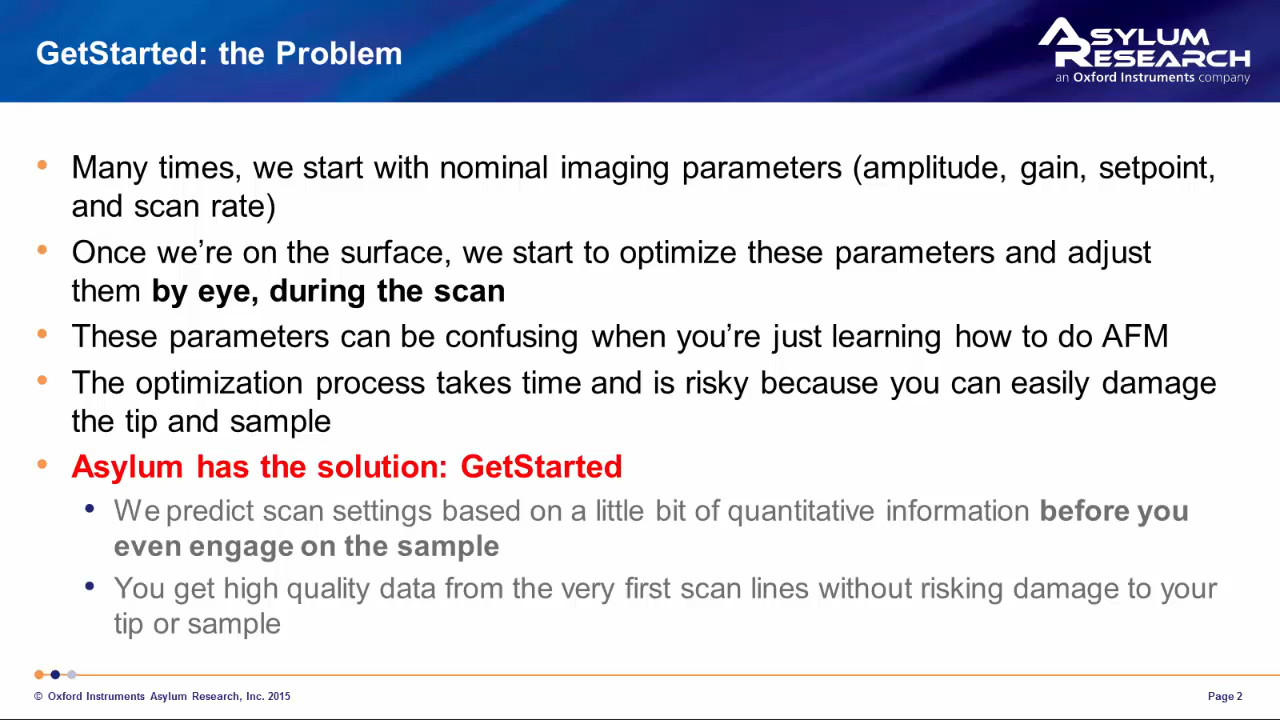 GetStarted: the Problem
ASYLUM
RESEARCH
an Oxford Instruments company
• Many times, we start with nominal imaging parameters (amplitude, gain, setpoint,
and scan rate)
• Once we’re on the surface, we start to optimize these parameters and adjust
them by eye, during the scan
• These parameters can be confusing when you’re just learning how to do AFM
• The optimization process takes time and is risky because you can easily damage
the tip and sample
• Asylum has the solution: GetStarted
• We predict scan settings based on a little bit of quantitative information before you
even engage on the sample
• You get high quality data from the very first scan lines without risking damage to your
tip or sample
© Oxford Instruments Asylum Research, Inc. 2015
Page 2